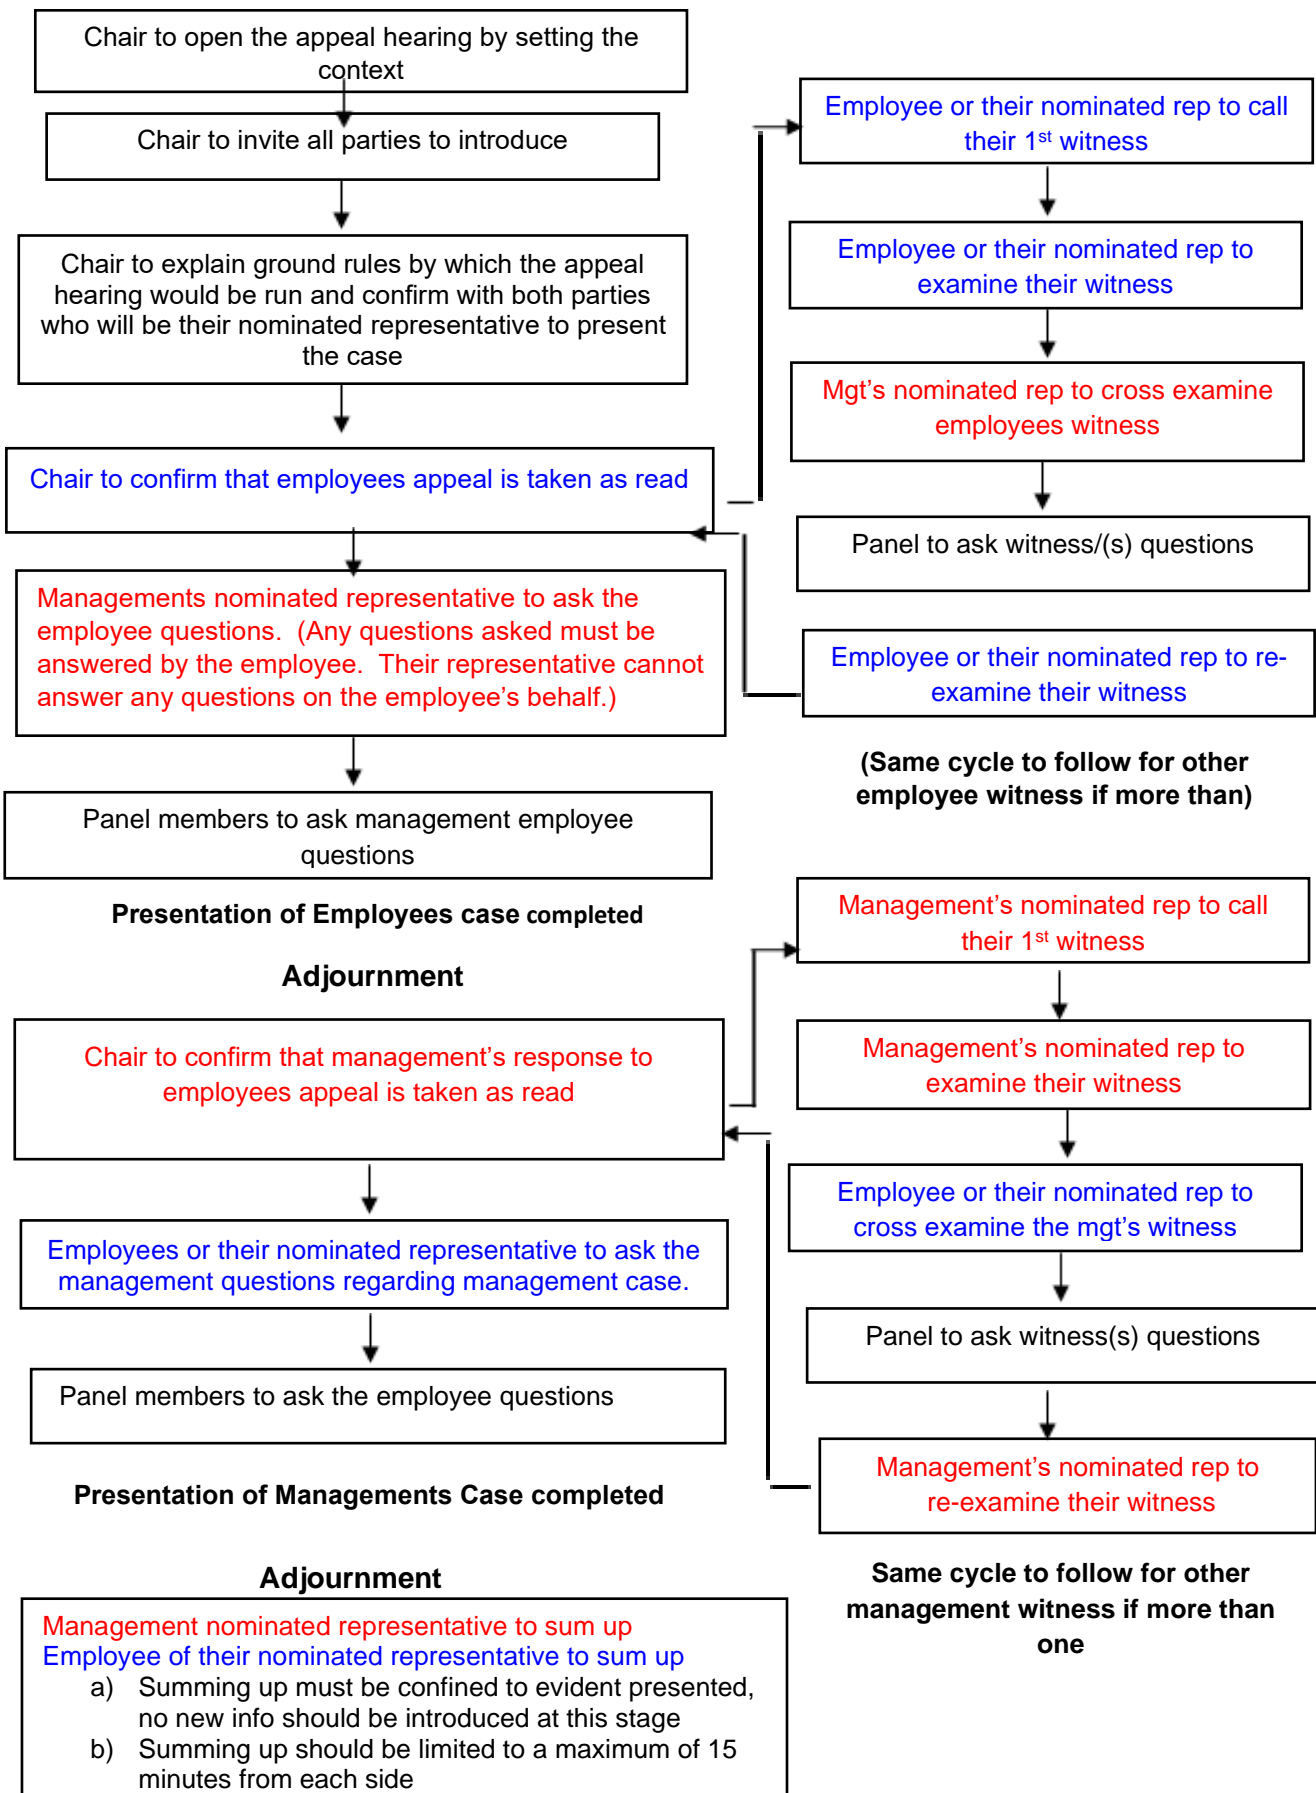 Chair to open the appeal hearing by setting the
context
Chair to invite all parties to introduce
Chair to explain ground rules by which the appeal
hearing would be run and confirm with both parties
who will be their nominated representative to present
the case
Chair to confirm that employees appeal is taken as read
Managements nominated representative to ask the
employee questions.  (Any questions asked must be
answered by the employee.  Their representative cannot
answer any questions on the employee’s behalf.)
Panel members to ask management employee
questions
Presentation of Employees case completed
Adjournment
Employee or their nominated rep to call
their 1st witness
Employee or their nominated rep to
examine their witness
Mgt’s nominated rep to cross examine
employees witness
Panel to ask witness/(s) questions
Employee or their nominated rep to re-
examine their witness
(Same cycle to follow for other
employee witness if more than)
Chair to confirm that management’s response to
employees appeal is taken as read
Employees or their nominated representative to ask the
management questions regarding management case.
Panel members to ask the employee questions
Presentation of Managements Case completed
Adjournment
Management’s nominated rep to call
their 1st witness
Management’s nominated rep to
examine their witness
Employee or their nominated rep to
cross examine the mgt’s witness
Panel to ask witness(s) questions
Management’s nominated rep to
re-examine their witness
Same cycle to follow for other
management witness if more than
one
Management nominated representative to sum up
Employee of their nominated representative to sum up
a) Summing up must be confined to evident presented,
no new info should be introduced at this stage
b) Summing up should be limited to a maximum of 15
minutes from each side